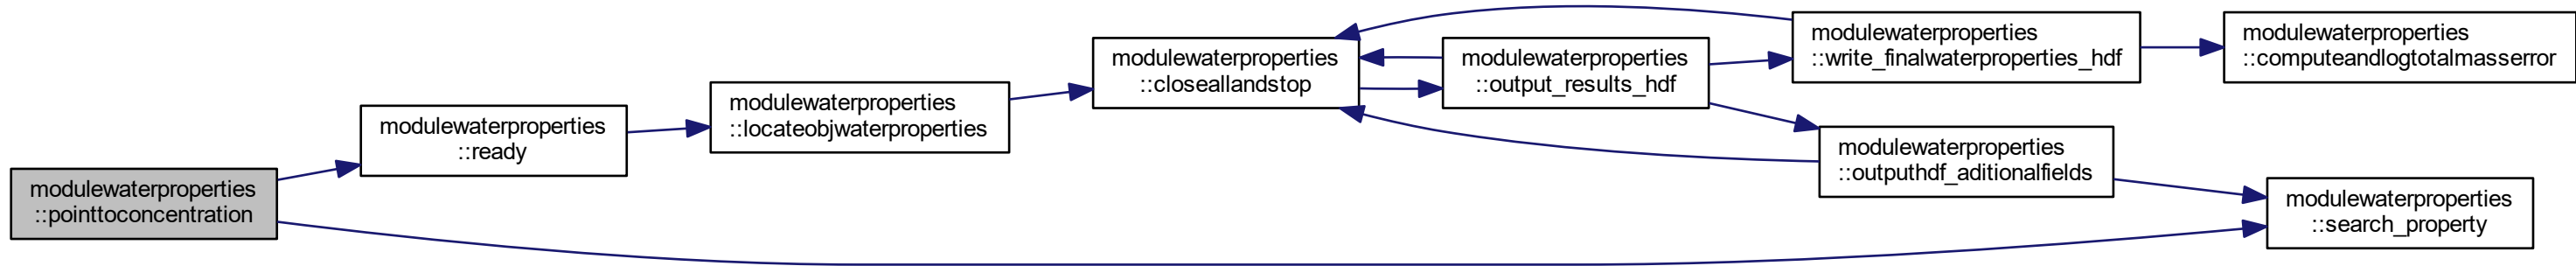 modulewaterproperties
::pointtoconcentration
modulewaterproperties
::ready
modulewaterproperties
::locateobjwaterproperties
modulewaterproperties
::closeallandstop
modulewaterproperties
::output_results_hdf
modulewaterproperties
::write_finalwaterproperties_hdf
modulewaterproperties
::computeandlogtotalmasserror
modulewaterproperties
::outputhdf_aditionalfields
modulewaterproperties
::search_property